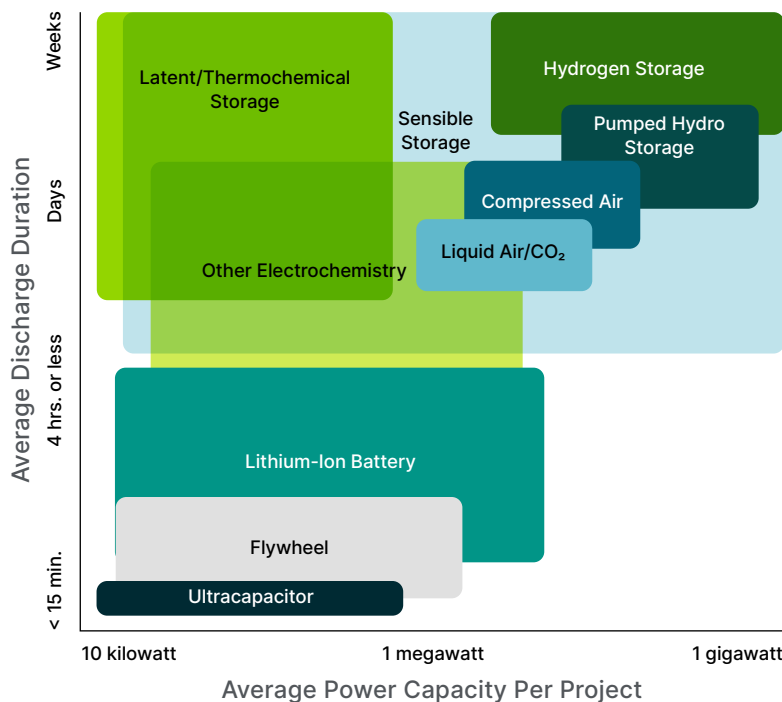 Average Discharge Duration
Weeks
Days
4 hrs. or less
< 15 min.
Latent/Thermochemical
Storage
Sensible
Storage
Hydrogen Storage
Pumped Hydro
Storage
Compressed Air
Liquid Air/CO₂
Other Electrochemistry
Lithium-Ion Battery
Flywheel
Ultracapacitor
10 kilowatt
1 megawatt
1 gigawatt
Average Power Capacity Per Project